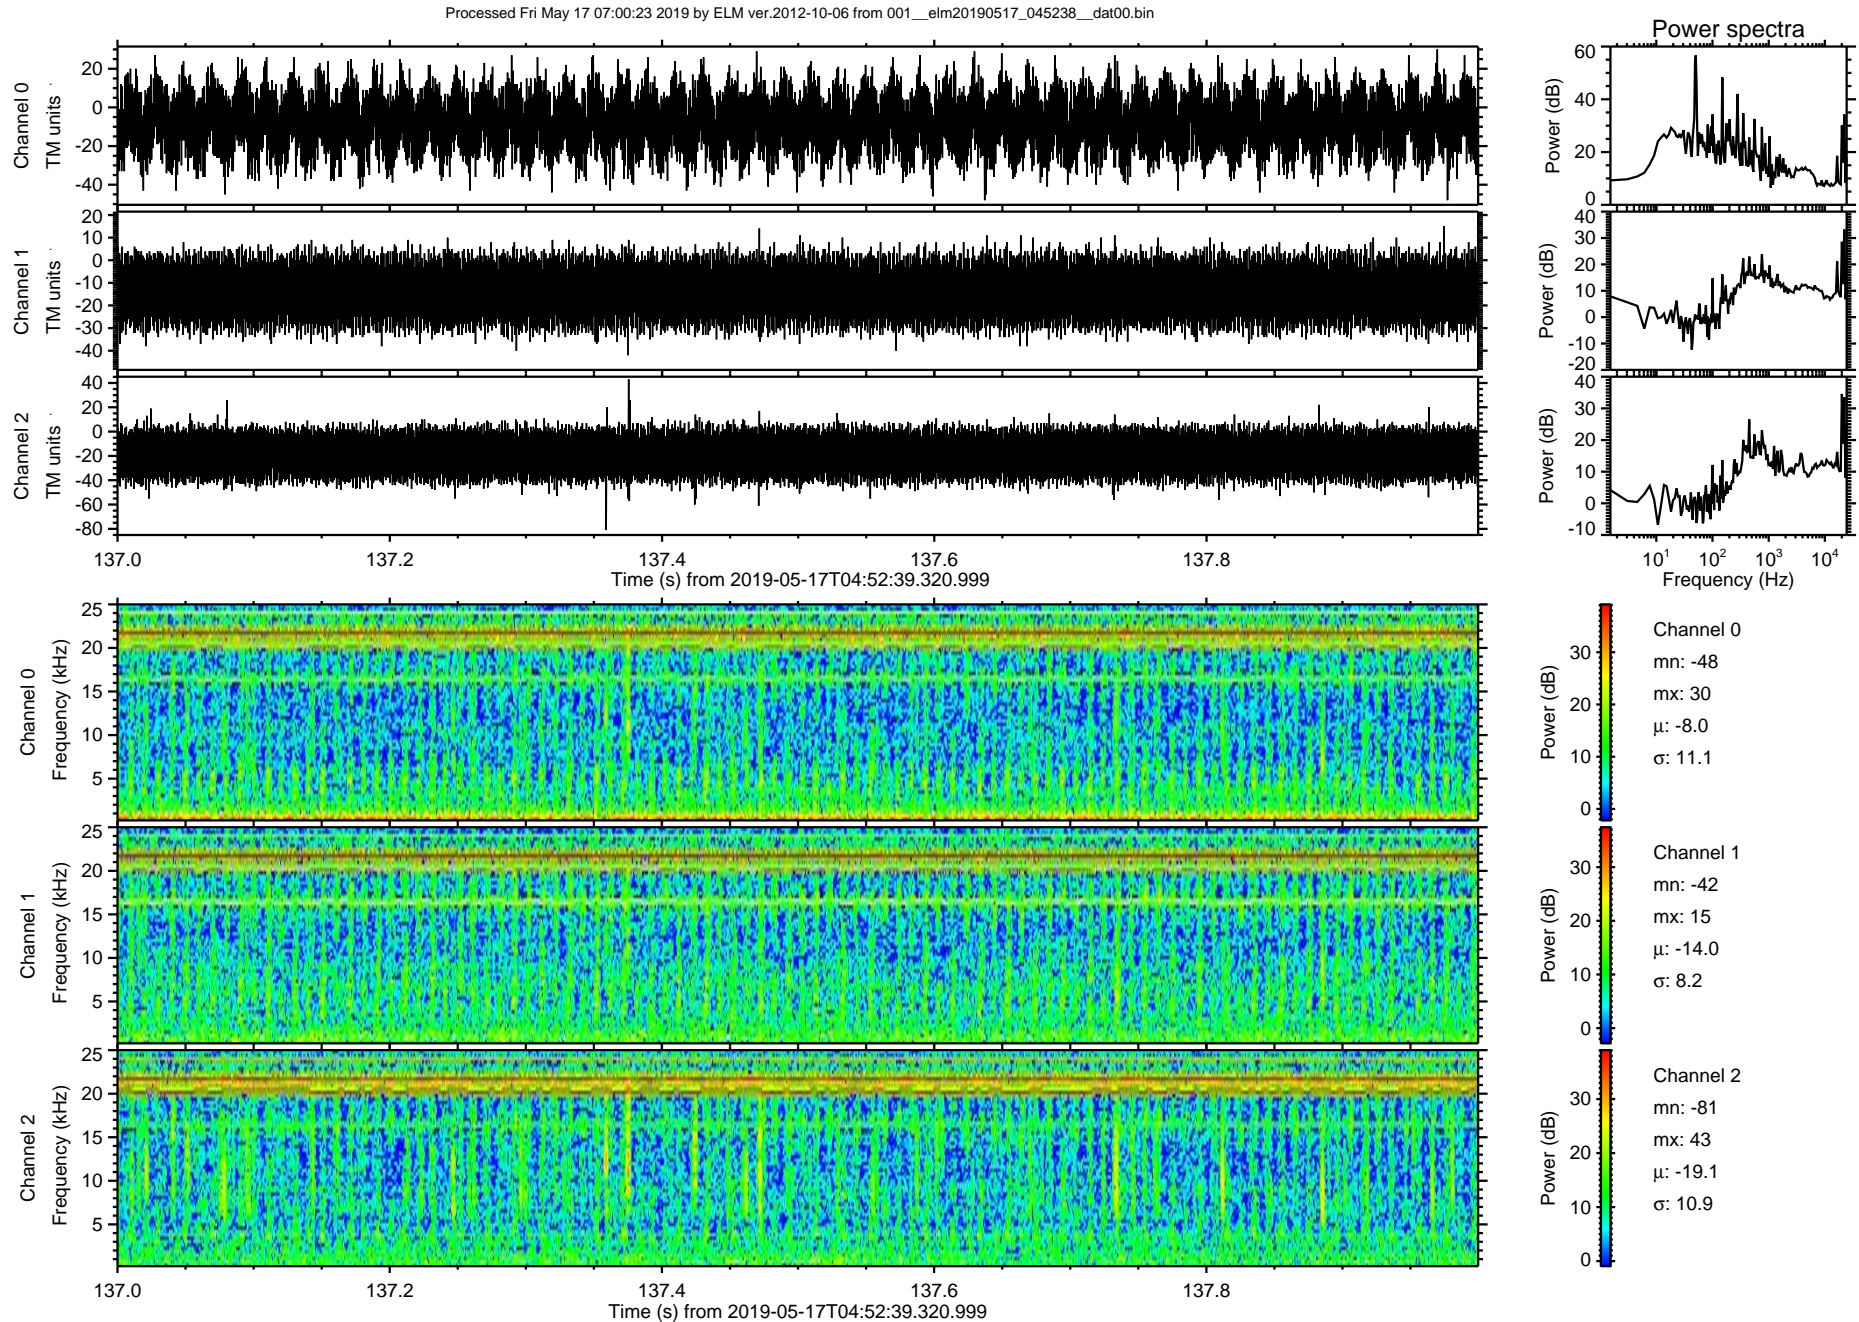 Processed Fri May 17 07:00:23 2019 by ELM ver.2012-10-06 from 001__elm20190517_045238__dat00.bin
Power spectra
Channel 0
TM units
20
0
-20
-40
Power (dB)
60
40
20
0
Channel 1
TM units
20
10
0
-10
-20
-30
-40
Power (dB)
40
30
20
10
0
-10
-20
Channel 2
TM units
40
20
0
-20
-40
-60
-80
Power (dB)
40
30
20
10
0
-10
137.0 137.2 137.4 137.6 137.8
Time (s) from 2019-05-17T04:52:39.320.999
10^1 10^2 10^3 10^4
Frequency (Hz)
Channel 0
Frequency (kHz)
25
20
15
10
5
Power (dB)
30
20
10
0
Channel 0
mn: -48
mx: 30
μ: -8.0
σ: 11.1
Channel 1
Frequency (kHz)
25
20
15
10
5
Power (dB)
30
20
10
0
Channel 1
mn: -42
mx: 15
μ: -14.0
σ: 8.2
Channel 2
Frequency (kHz)
25
20
15
10
5
Power (dB)
30
20
10
0
Channel 2
mn: -81
mx: 43
μ: -19.1
σ: 10.9
137.0 137.2 137.4 137.6 137.8
Time (s) from 2019-05-17T04:52:39.320.999